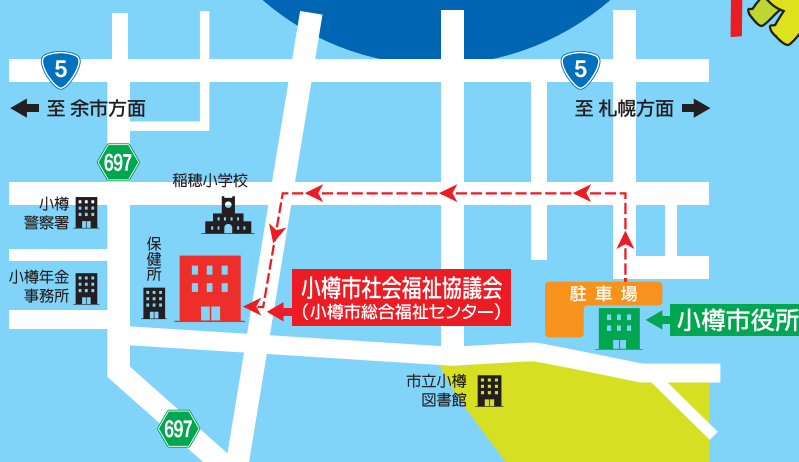 5
5
至 余市方面
至 札幌方面
697
稲穂小学校
小樽
警察署
保健所
小樽年金
事務所
小樽市社会福祉協議会
（小樽市総合福祉センター）
駐車場
小樽市役所
市立小樽
図書館
697